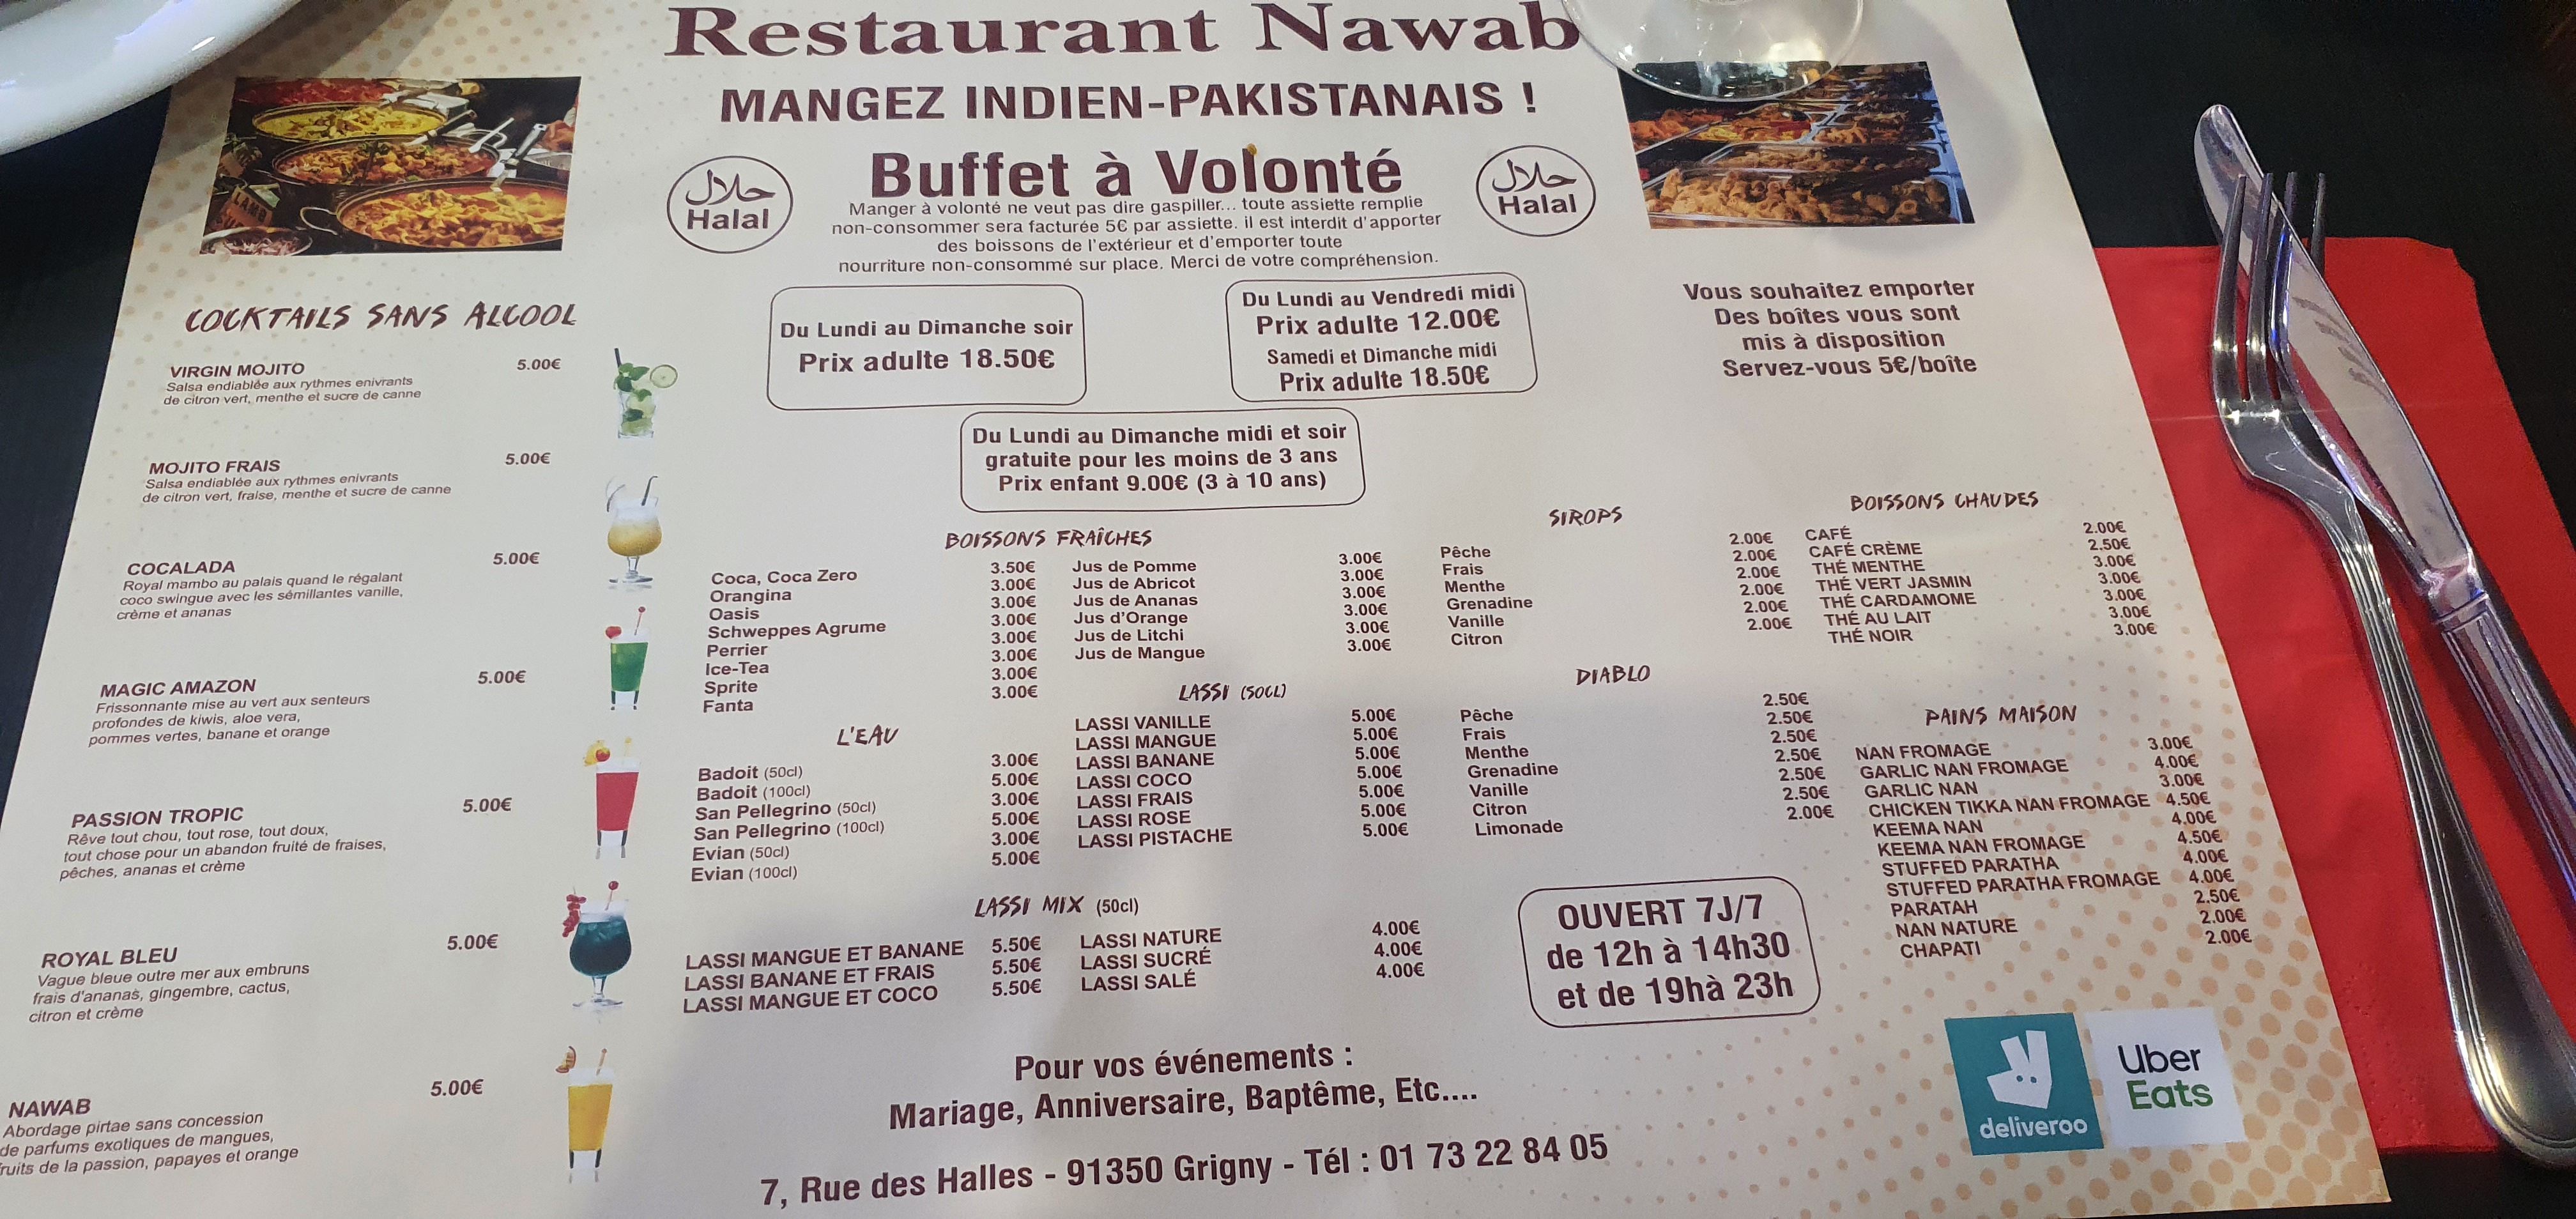 Restaurant Nawab
MANGEZ INDIEN-PAKISTANAIS !
Buffet à Volonté
حلال
Halal
حلال
Halal
Manger à volonté ne veut pas dire gaspiller... toute assiette remplie
non-consommer sera facturée 5€ par assiette. il est interdit d'apporter
des boissons de l'extérieur et d'emporter toute
nourriture non-consommé sur place. Merci de votre compréhension.
Du Lundi au Dimanche soir
Prix adulte 18.50€
Du Lundi au Vendredi midi
Prix adulte 12.00€
Samedi et Dimanche midi
Prix adulte 18.50€
Du Lundi au Dimanche midi et soir
gratuite pour les moins de 3 ans
Prix enfant 9.00€ (3 à 10 ans)
Vous souhaitez emporter
Des boîtes vous sont
mis à disposition
Servez-vous 5€/boîte
COCKTAILS SANS ALCOOL
VIRGIN MOJITO 5.00€
Salsa endiablée aux rythmes enivrants
de citron vert, menthe et sucre de canne
MOJITO FRAIS 5.00€
Salsa endiablée aux rythmes enivrants
de citron vert, fraise, menthe et sucre de canne
COCALADA 5.00€
Royal mambo au palais quand le régalant
coco swingue avec les sémillantes vanille,
crème et ananas
MAGIC AMAZON 5.00€
Frissonnante mise au vert aux senteurs
profondes de kiwis, aloe vera,
pommes vertes, banane et orange
PASSION TROPIC 5.00€
Rêve tout chou, tout rose, tout doux,
tout chose pour un abandon fruité de fraises,
pêches, ananas et crème
ROYAL BLEU 5.00€
Vague bleue outre mer aux embruns
frais d'ananas, gingembre, cactus,
citron et crème
NAWAB 5.00€
Abordage pirtae sans concession
de parfums exotiques de mangues,
fruits de la passion, papayes et orange
BOISSONS FRAÎCHES
Coca, Coca Zero 3.50€
Orangina 3.00€
Oasis 3.00€
Schweppes Agrume 3.00€
Perrier 3.00€
Ice-Tea 3.00€
Sprite 3.00€
Fanta 3.00€
Jus de Pomme 3.00€
Jus de Abricot 3.00€
Jus de Ananas 3.00€
Jus d'Orange 3.00€
Jus de Litchi 3.00€
Jus de Mangue 3.00€
L'EAU
Badoit (50cl) 3.00€
Badoit (100cl) 5.00€
San Pellegrino (50cl) 3.00€
San Pellegrino (100cl) 5.00€
Evian (50cl) 3.00€
Evian (100cl) 5.00€
LASSI (50CL)
LASSI VANILLE 5.00€
LASSI MANGUE 5.00€
LASSI BANANE 5.00€
LASSI COCO 5.00€
LASSI FRAIS 5.00€
LASSI ROSE 5.00€
LASSI PISTACHE 5.00€
LASSI MIX (50cl)
LASSI MANGUE ET BANANE 5.50€
LASSI BANANE ET FRAIS 5.50€
LASSI MANGUE ET COCO 5.50€
LASSI NATURE 4.00€
LASSI SUCRÉ 4.00€
LASSI SALÉ 4.00€
SIROPS
Pêche 2.00€
Frais 2.00€
Menthe 2.00€
Grenadine 2.00€
Vanille 2.00€
Citron 2.00€
DIABLO
Pêche 2.50€
Frais 2.50€
Menthe 2.50€
Grenadine 2.50€
Vanille 2.50€
Citron 2.50€
Limonade 2.00€
BOISSONS CHAUDES
CAFÉ 2.00€
CAFÉ CRÈME 2.50€
THÉ MENTHE 3.00€
THÉ VERT JASMIN 3.00€
THÉ CARDAMOME 3.00€
THÉ AU LAIT 3.00€
THÉ NOIR 3.00€
PAINS MAISON
NAN FROMAGE 3.00€
GARLIC NAN FROMAGE 4.00€
GARLIC NAN 3.00€
CHICKEN TIKKA NAN FROMAGE 4.50€
KEEMA NAN 4.00€
KEEMA NAN FROMAGE 4.50€
STUFFED PARATHA 4.00€
STUFFED PARATHA FROMAGE 4.00€
PARATAH 2.50€
NAN NATURE 2.00€
CHAPATI 2.00€
OUVERT 7J/7
de 12h à 14h30
et de 19hà 23h
Pour vos événements :
Mariage, Anniversaire, Baptême, Etc....
7, Rue des Halles - 91350 Grigny - Tél : 01 73 22 84 05
deliveroo
Uber
Eats